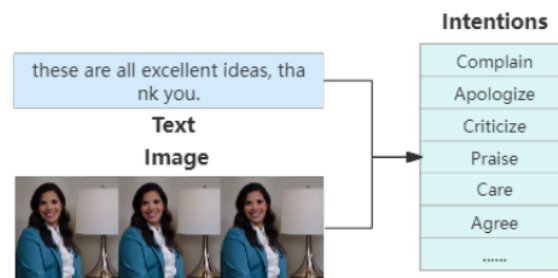 Intentions
these are all excellent ideas, tha
nk you.
Text
Image
Complain
Apologize
Criticize
Praise
Care
Agree
......